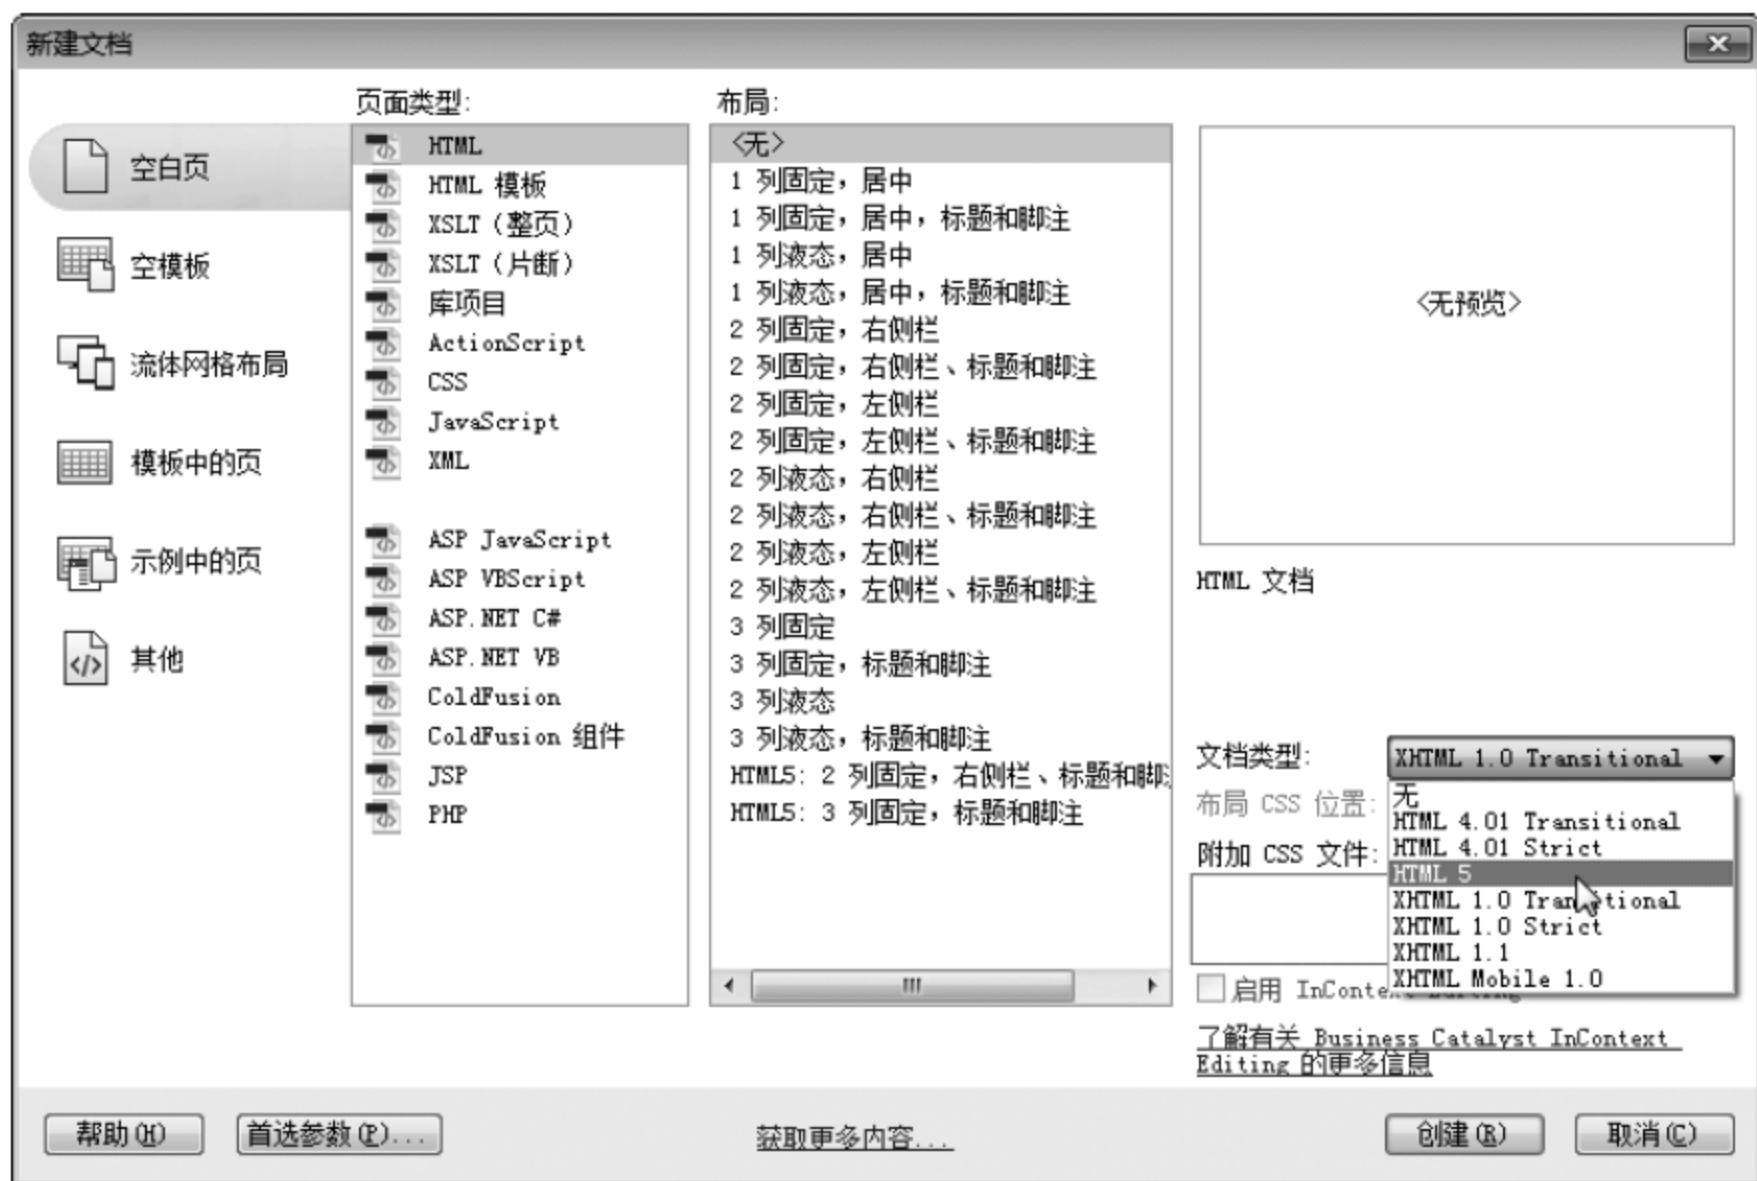 新建文档
空白页
空模板
流体网格布局
模板中的页
示例中的页
其他
页面类型:
HTML
HTML 模板
XSLT（整页）
XSLT（片断）
库项目
ActionScript
CSS
JavaScript
XML
ASP JavaScript
ASP VBScript
ASP.NET C#
ASP.NET VB
ColdFusion
ColdFusion 组件
JSP
PHP
布局:
<无>
1 列固定，居中
1 列固定，居中，标题和脚注
1 列液态，居中
1 列液态，居中，标题和脚注
2 列固定，右侧栏
2 列固定，右侧栏、标题和脚注
2 列固定，左侧栏
2 列固定，左侧栏、标题和脚注
2 列液态，右侧栏
2 列液态，右侧栏、标题和脚注
2 列液态，左侧栏
2 列液态，左侧栏、标题和脚注
3 列固定
3 列固定，标题和脚注
3 列液态
3 列液态，标题和脚注
HTML5: 2 列固定，右侧栏、标题和脚
HTML5: 3 列固定，标题和脚注
<无预览>
HTML 文档
文档类型:
XHTML 1.0 Transitional
布局 CSS 位置:
无
HTML 4.01 Transitional
HTML 4.01 Strict
HTML 5
XHTML 1.0 Transitional
XHTML 1.0 Strict
XHTML 1.1
XHTML Mobile 1.0
附加 CSS 文件:
启用 InContext Editing
了解有关 Business Catalyst InContext
Editing 的更多信息
帮助(H)
首选参数(P)...
获取更多内容...
创建(R)
取消(C)